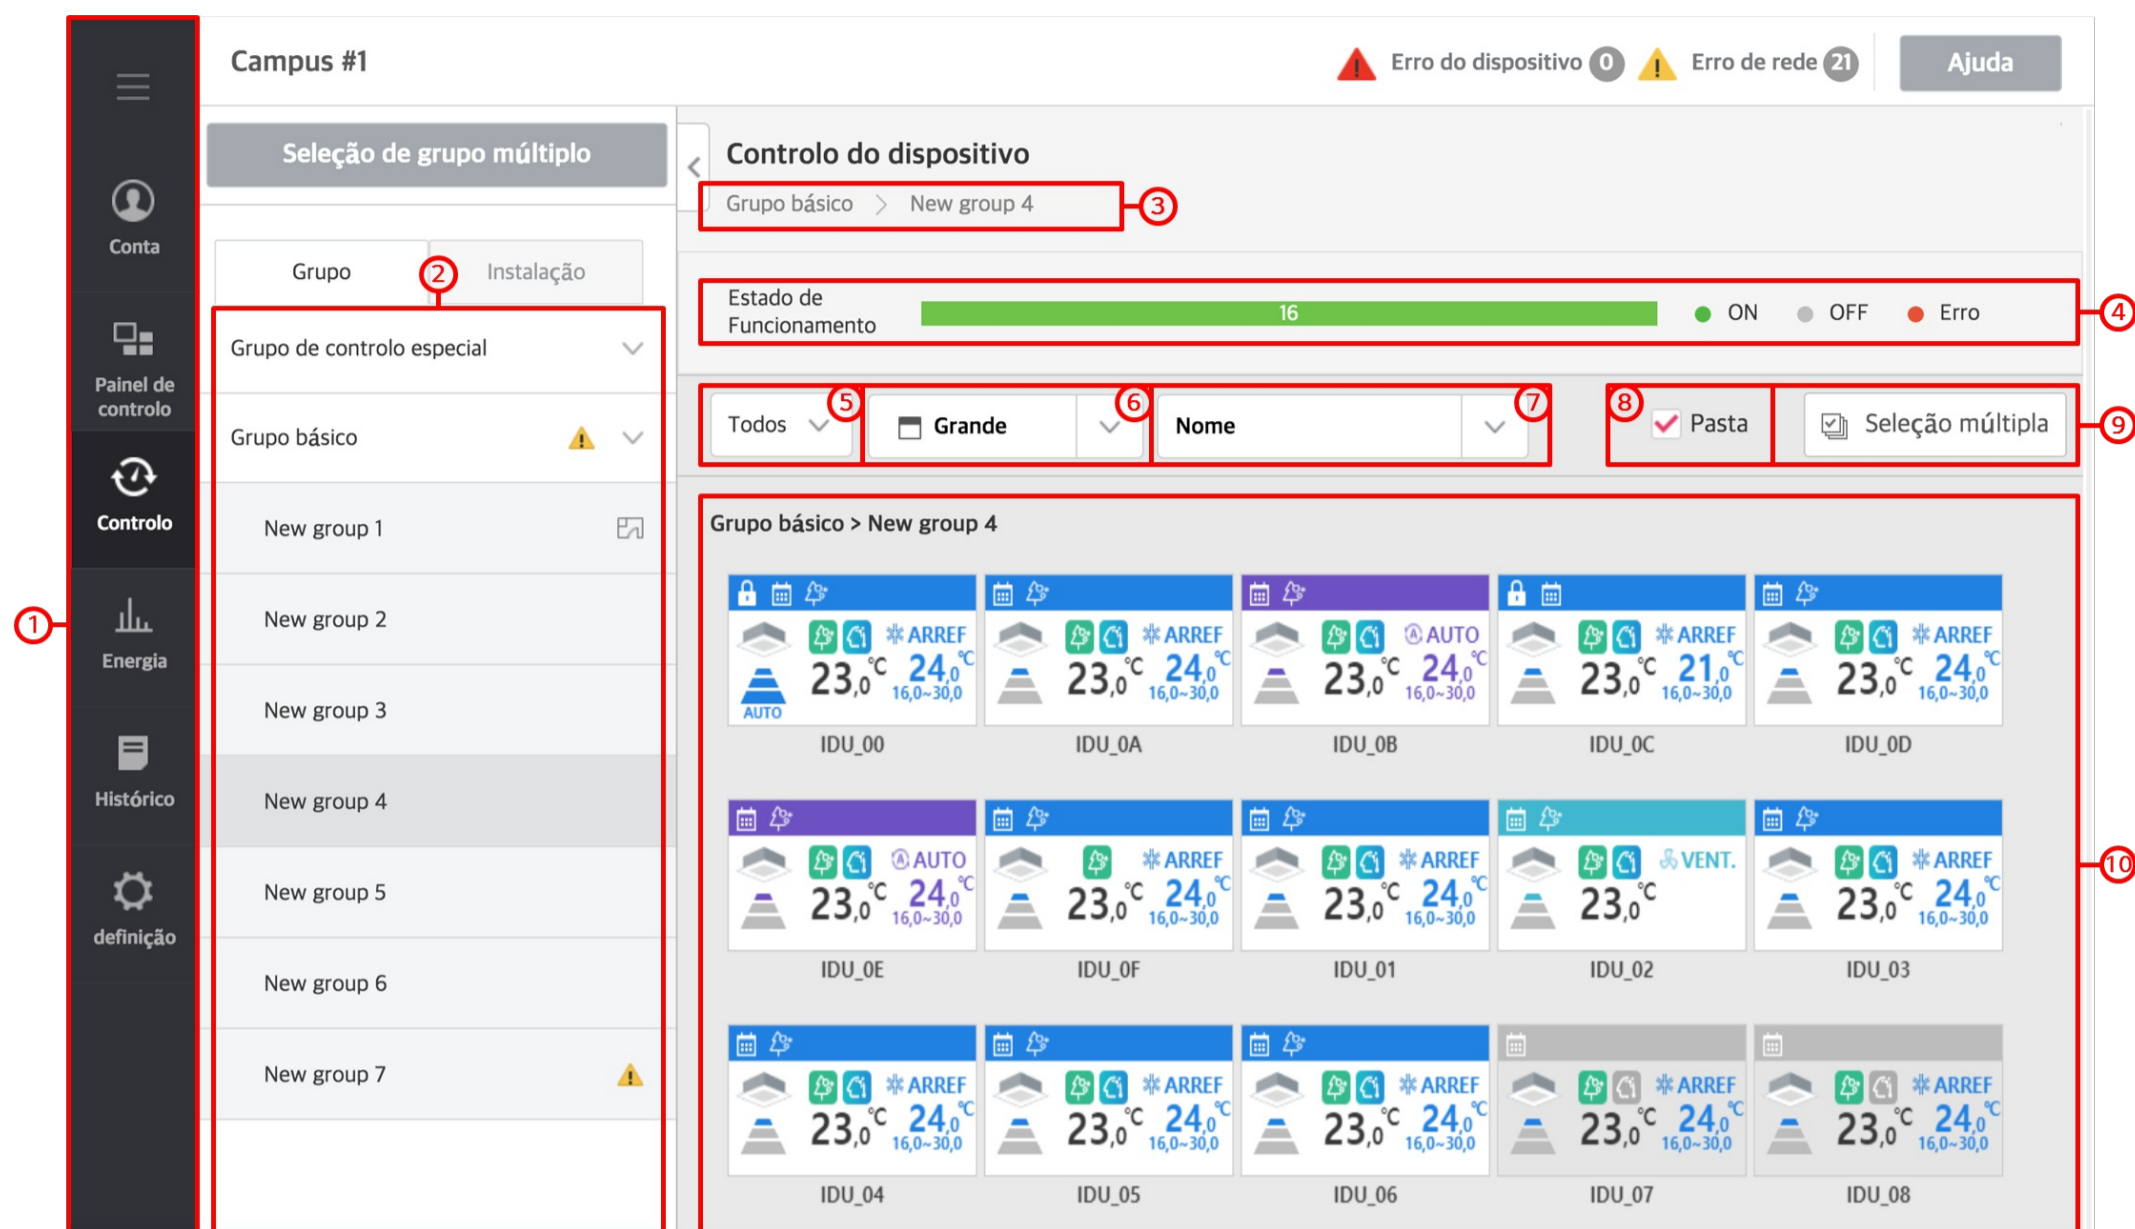 Campus #1
Erro do dispositivo 0
Erro de rede 21
Ajuda
Conta
Painel de
controlo
Controlo
Energia
Histórico
definição
1
Seleção de grupo múltiplo
Grupo
2
Instalação
Grupo de controlo especial
Grupo básico
New group 1
New group 2
New group 3
New group 4
New group 5
New group 6
New group 7
Controlo do dispositivo
Grupo básico > New group 4
3
Estado de
Funcionamento
16
ON
OFF
Erro
4
Todos
5
Grande
6
Nome
7
8
Pasta
Seleção múltipla
9
Grupo básico > New group 4
10
ARREF
23,0°C 24,0°C
16,0~30,0
AUTO
IDU_00
ARREF
23,0°C 24,0°C
16,0~30,0
IDU_0A
AUTO
23,0°C 24,0°C
16,0~30,0
IDU_0B
ARREF
23,0°C 21,0°C
16,0~30,0
IDU_0C
ARREF
23,0°C 24,0°C
16,0~30,0
IDU_0D
AUTO
23,0°C 24,0°C
16,0~30,0
IDU_0E
ARREF
23,0°C 24,0°C
16,0~30,0
IDU_0F
ARREF
23,0°C 24,0°C
16,0~30,0
IDU_01
VENT.
23,0°C
IDU_02
ARREF
23,0°C 24,0°C
16,0~30,0
IDU_03
ARREF
23,0°C 24,0°C
16,0~30,0
IDU_04
ARREF
23,0°C 24,0°C
16,0~30,0
IDU_05
ARREF
23,0°C 24,0°C
16,0~30,0
IDU_06
ARREF
23,0°C 24,0°C
16,0~30,0
IDU_07
ARREF
23,0°C 24,0°C
16,0~30,0
IDU_08